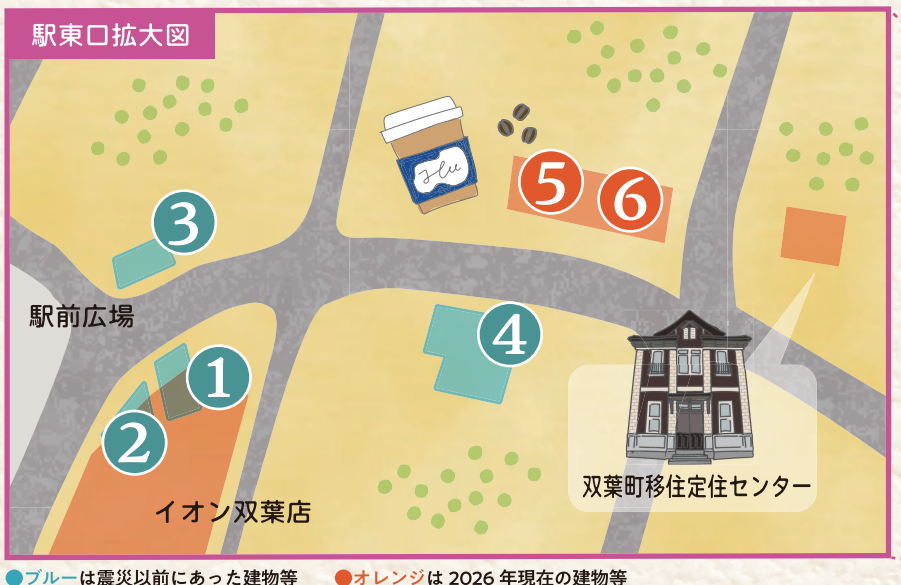 駅東口拡大図
flu
5
6
3
駅前広場
4
1
2
双葉町移住定住センター
イオン双葉店
●ブルーは震災以前にあった建物等 ●オレンジは 2026 年現在の建物等